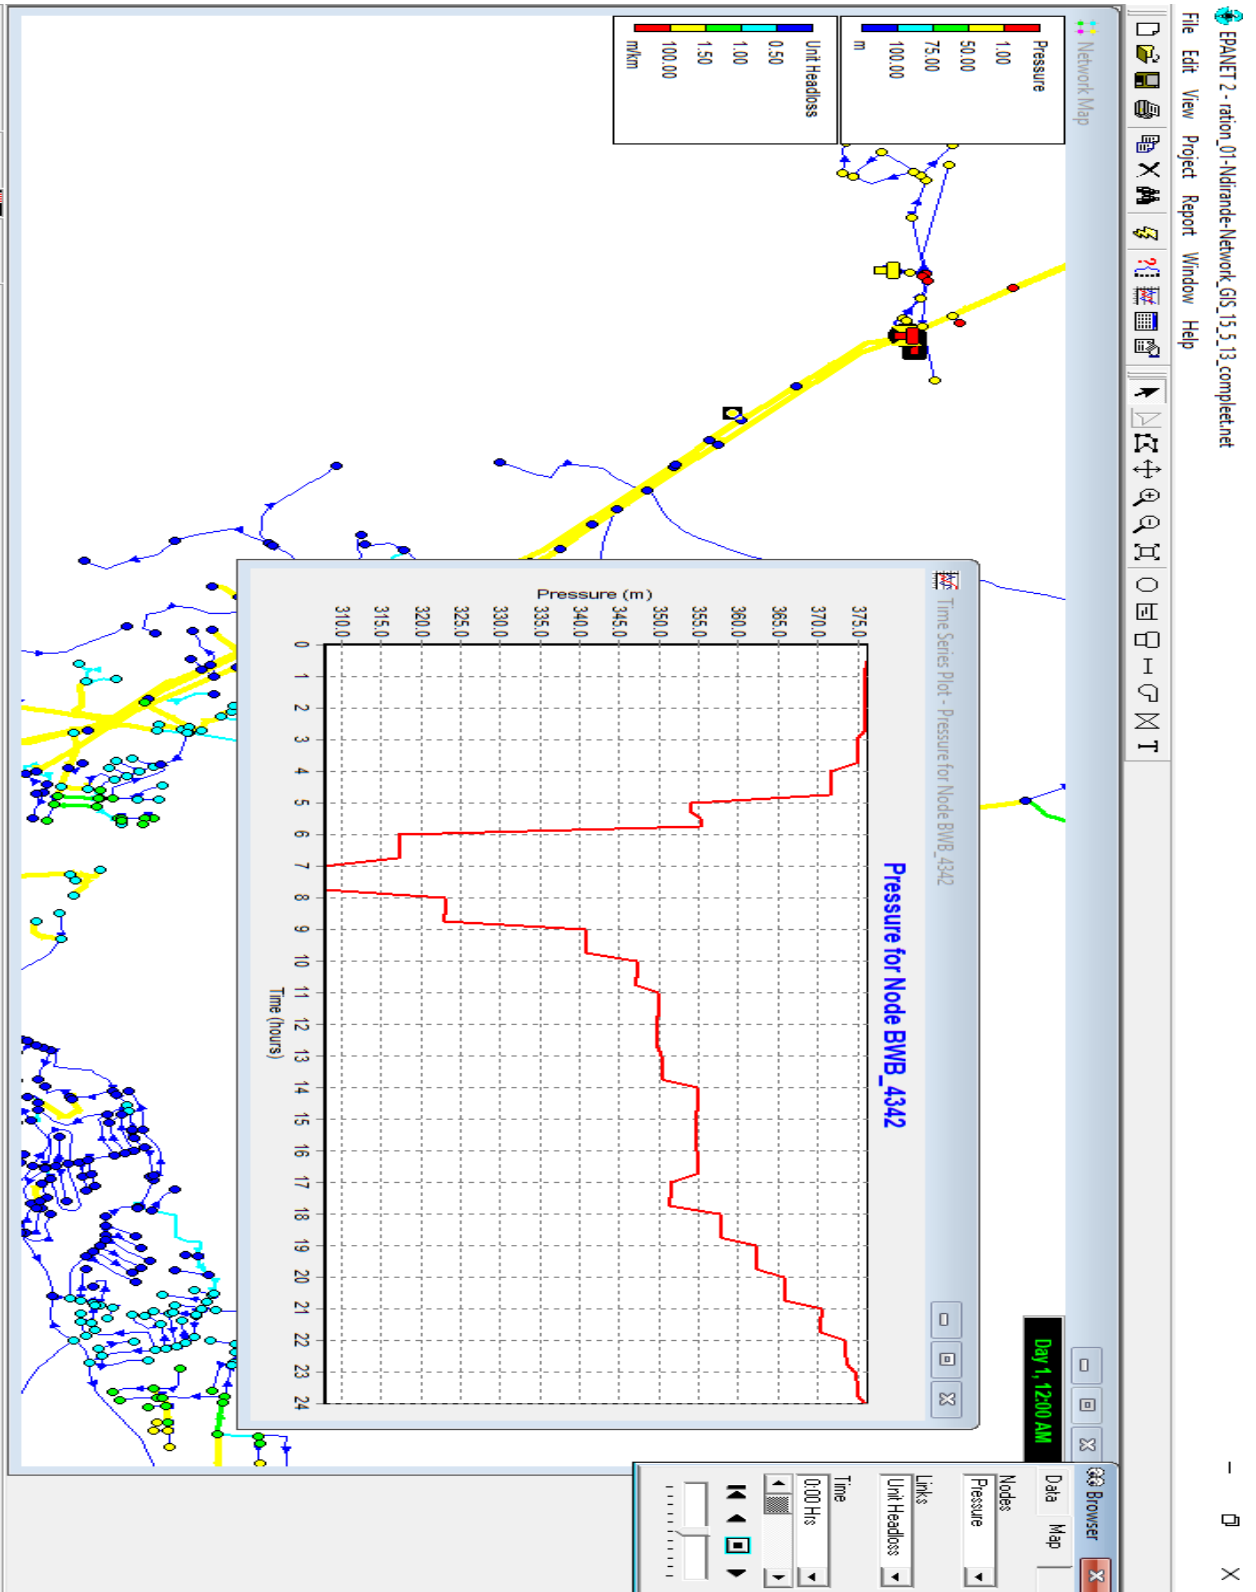 EPANET 2 - ration_01-Ndirande-Network_GIS_15_5_13_compleet.net
File Edit View Project Report Window Help
T
Network Map
Day 1, 12:00 AM
Pressure
1.00
50.00
75.00
100.00
m
Unit Headloss
0.50
1.00
1.50
100.00
m/km
Time Series Plot - Pressure for Node BWB_4342
Pressure for Node BWB_4342
Pressure (m)
375.0
370.0
365.0
360.0
355.0
350.0
345.0
340.0
335.0
330.0
325.0
320.0
315.0
310.0
0 1 2 3 4 5 6 7 8 9 10 11 12 13 14 15 16 17 18 19 20 21 22 23 24
Time (hours)
Browser
Data Map
Nodes
Pressure
Links
Unit Headloss
Time
0:00 Hrs